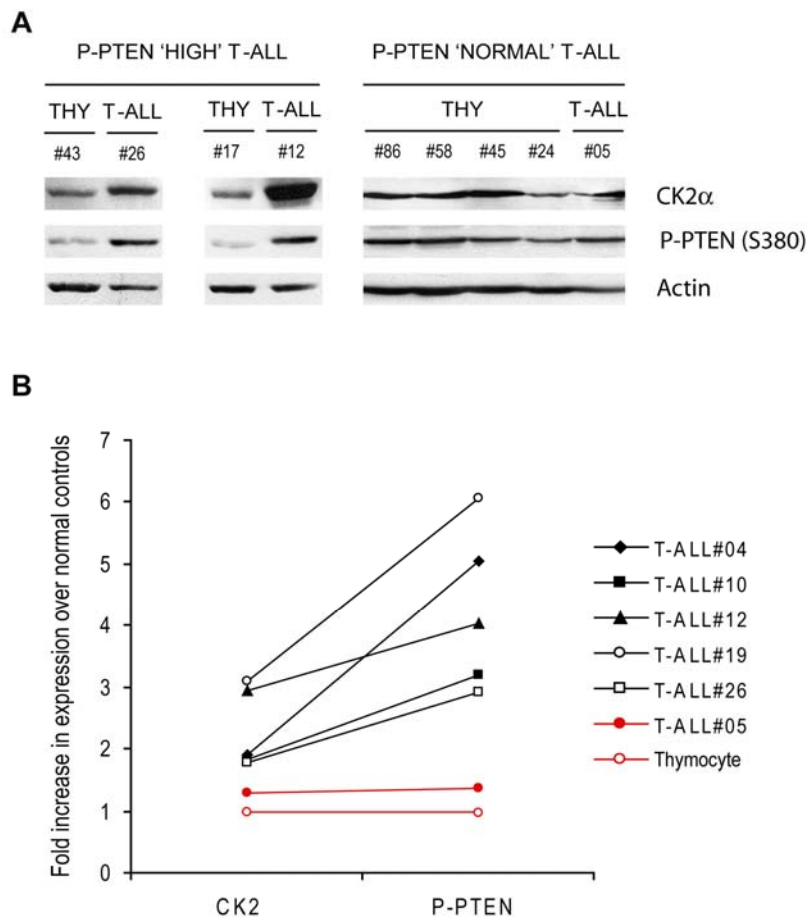 A
P-PTEN 'HIGH' T-ALL
P-PTEN 'NORMAL' T-ALL
THY T-ALL THY T-ALL THY T-ALL
#43 #26 #17 #12 #86 #58 #45 #24 #05
CK2α
P-PTEN (S380)
Actin
B
Fold increase in expression over normal controls
7
6
5
4
3
2
1
0
CK2 P-PTEN
T-ALL#04
T-ALL#10
T-ALL#12
T-ALL#19
T-ALL#26
T-ALL#05
Thymocyte